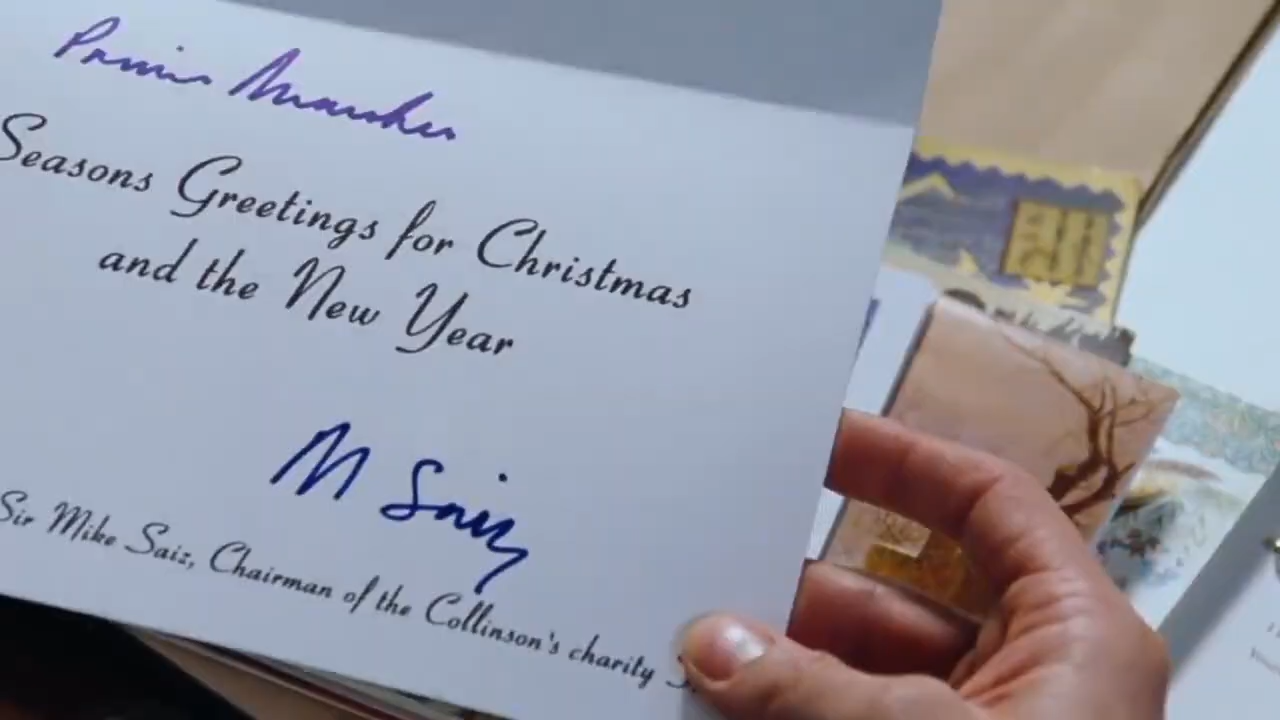 Prime Minister
Seasons Greetings for Christmas
and the New Year
M Saiz
Sir Mike Saiz, Chairman of the Collinson's charity